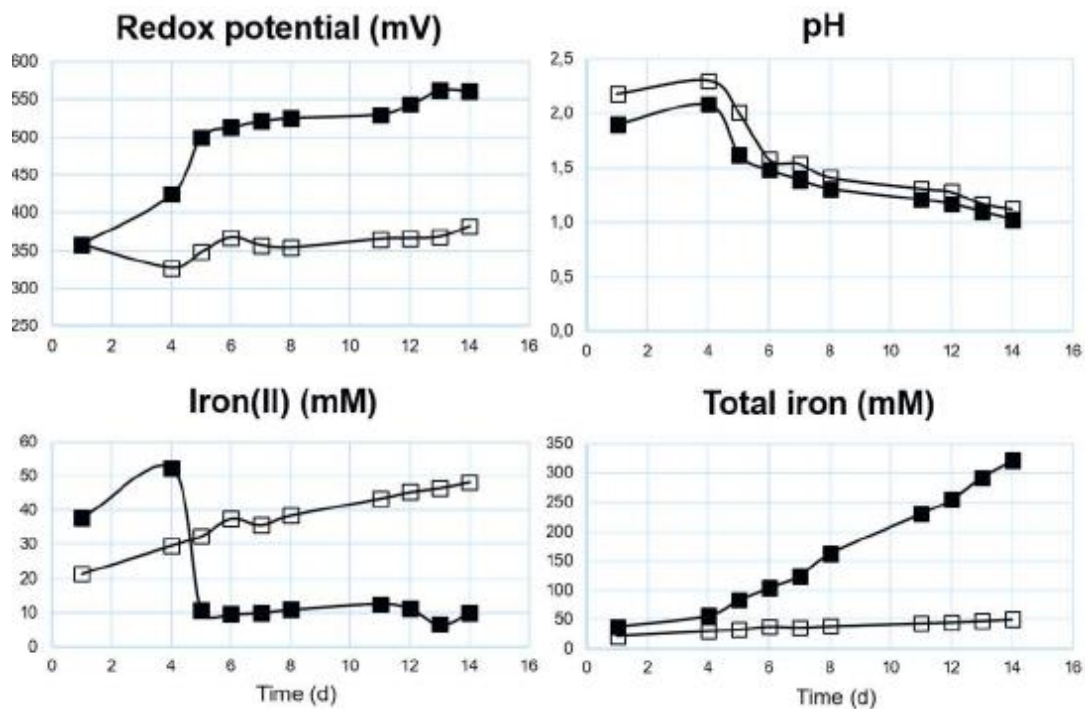 Redox potential (mV)
600
550
500
450
400
350
300
250
0 2 4 6 8 10 12 14 16
pH
2,5
2,0
1,5
1,0
0,5
0,0
0 2 4 6 8 10 12 14 16
Iron(II) (mM)
60
50
40
30
20
10
0
0 2 4 6 8 10 12 14 16
Time (d)
Total iron (mM)
350
300
250
200
150
100
50
0
0 2 4 6 8 10 12 14 16
Time (d)